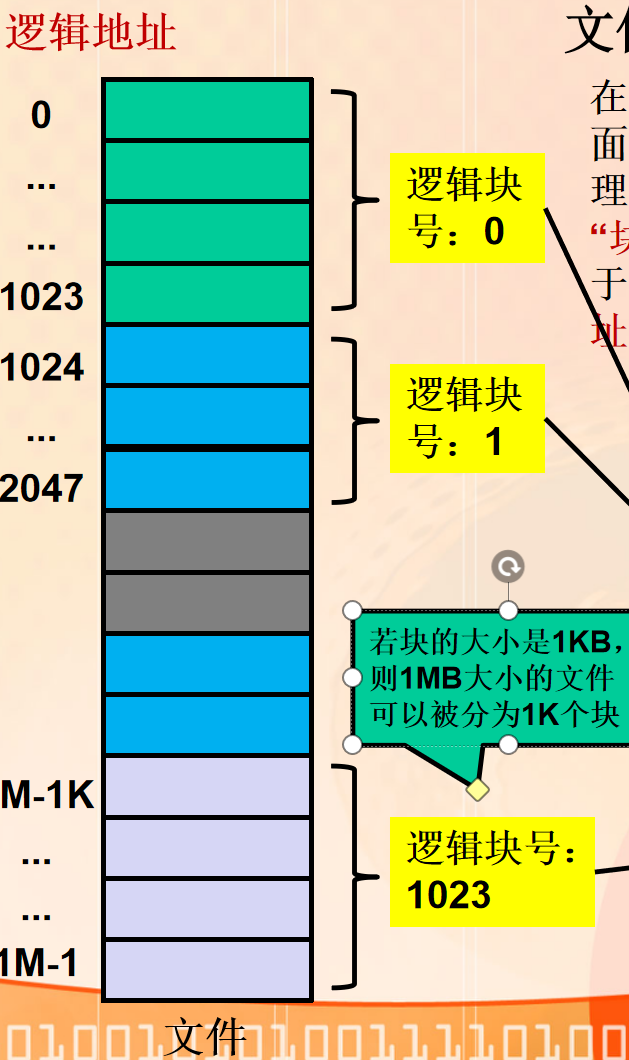 逻辑地址
文件
在
面
理
“块
于
址
0
...
...
1023
1024
...
2047
M-1K
...
...
1M-1
逻辑块
号：0
逻辑块
号：1
若块的大小是1KB，
则1MB大小的文件
可以被分为1K个块
逻辑块号：
1023
文件